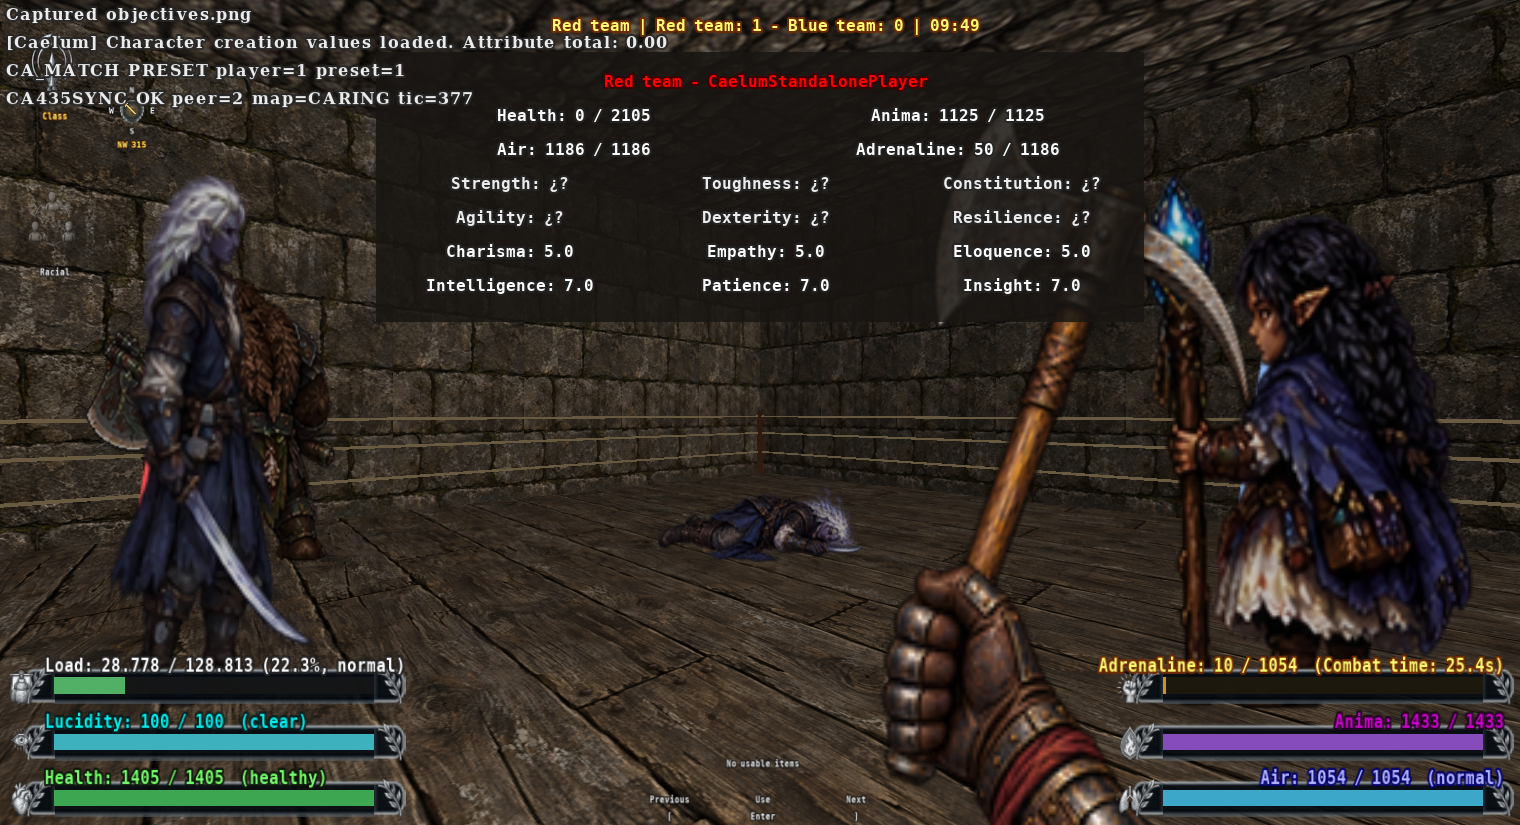 Captured objectives.png
Red team | Red team: 1 - Blue team: 0 | 09:49
[Caelum] Character creation values loaded. Attribute total: 0.00
CA_MATCH PRESET player=1 preset=1
Red team - CaelumStandalonePlayer
CA435SYNC OK peer=2 map=CARING tic=377
N
W E
S
Class
NW 315
Health: 0 / 2105 Anima: 1125 / 1125
Air: 1186 / 1186 Adrenaline: 50 / 1186
Strength: ¿? Toughness: ¿? Constitution: ¿?
Agility: ¿? Dexterity: ¿? Resilience: ¿?
Charisma: 5.0 Empathy: 5.0 Eloquence: 5.0
Intelligence: 7.0 Patience: 7.0 Insight: 7.0
Racial
Load: 28.778 / 128.813 (22.3%, normal)
Lucidity: 100 / 100 (clear)
Health: 1405 / 1405 (healthy)
Adrenaline: 10 / 1054 (Combat time: 25.4s)
Anima: 1433 / 1433
Air: 1054 / 1054 (normal)
No usable items
Previous Use Next
[ Enter ]